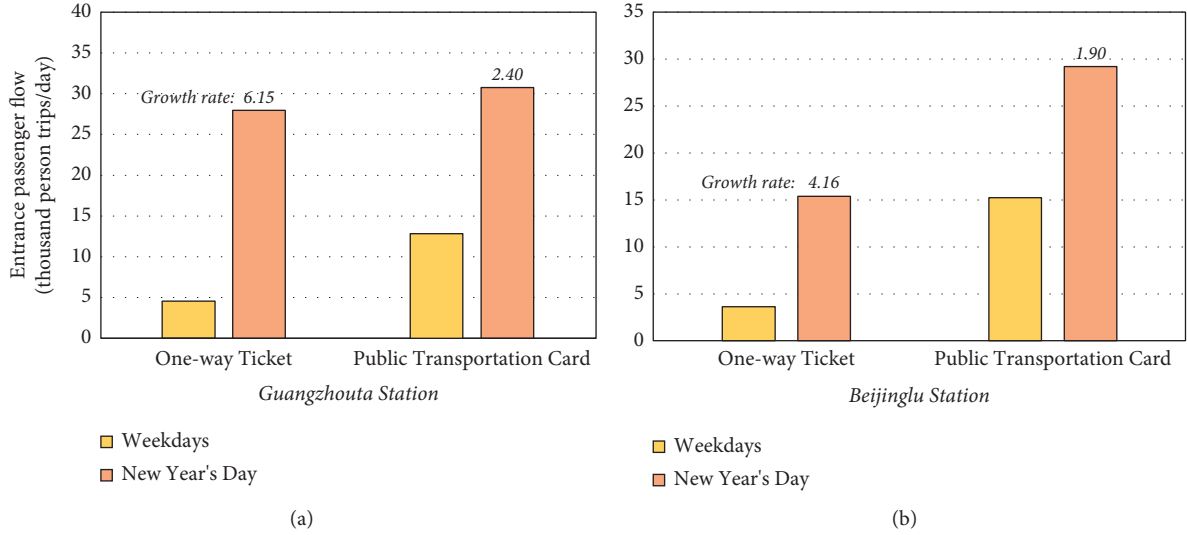 Entrance passenger flow
(thousand person trips/day)
40
35
30
25
20
15
10
5
0
Growth rate: 6.15
2.40
One-way Ticket
Public Transportation Card
Guangzhouta Station
Weekdays
New Year's Day
(a)
35
30
25
20
15
10
5
0
Growth rate: 4.16
1.90
One-way Ticket
Public Transportation Card
Beijinglu Station
Weekdays
New Year's Day
(b)